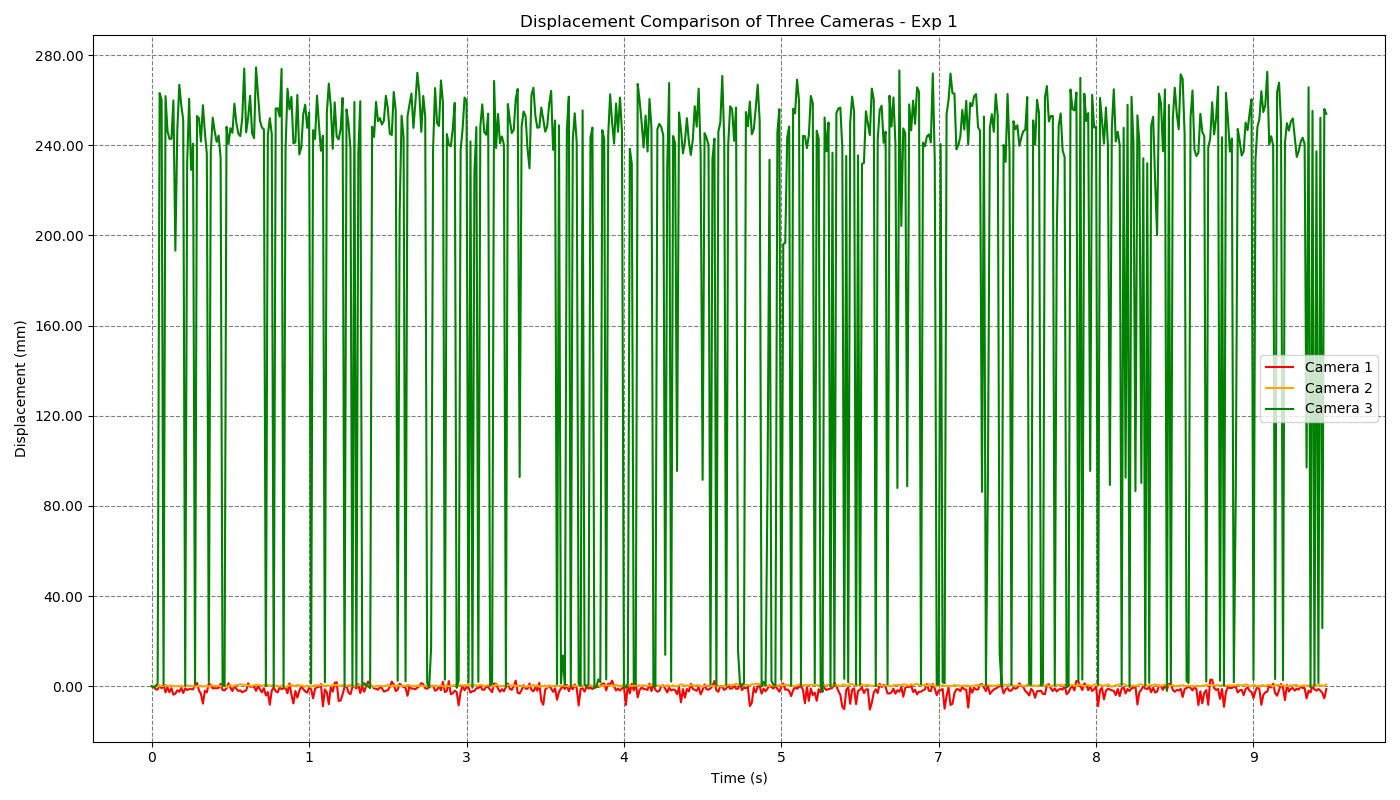 Displacement Comparison of Three Cameras - Exp 1
280.00
240.00
200.00
160.00
120.00
80.00
40.00
0.00
Displacement (mm)
Camera 1
Camera 2
Camera 3
0 1 3 4 5 7 8 9
Time (s)